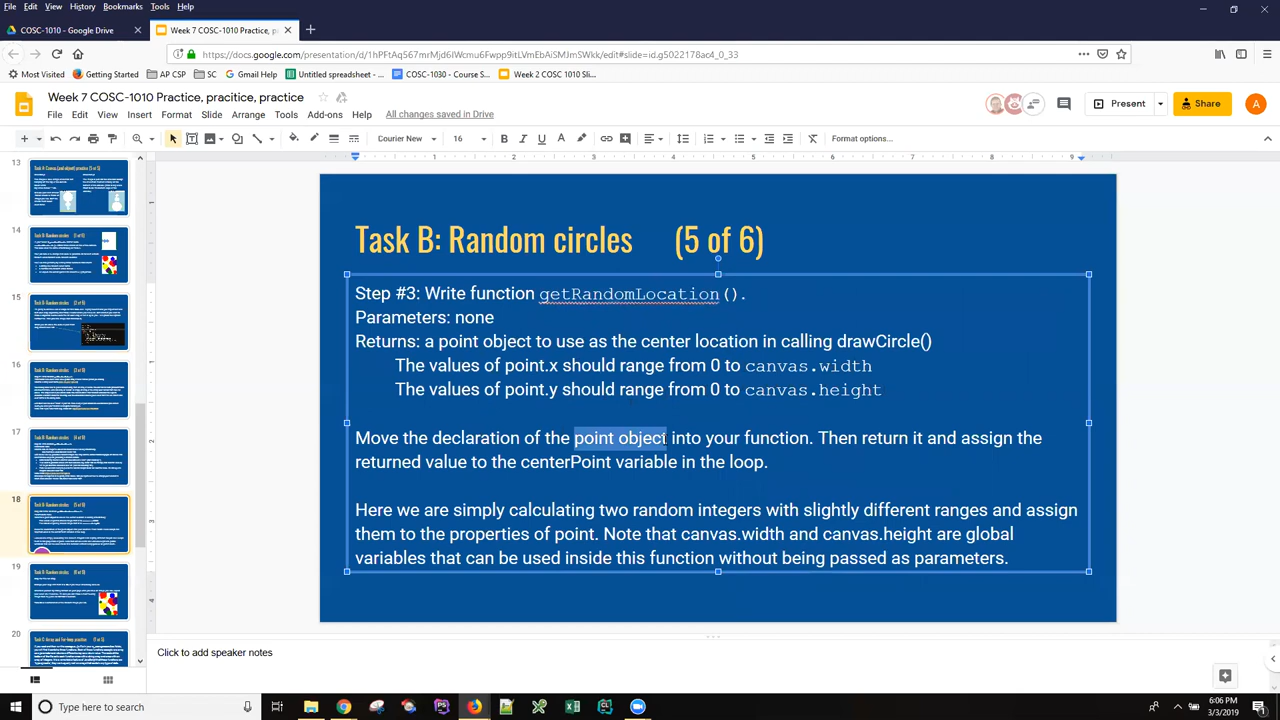 File Edit View History Bookmarks Tools Help
COSC-1010 - Google Drive
Week 7 COSC-1010 Practice, p
https://docs.google.com/presentation/d/1hPFtAq567mrMjd6IWcmu6Fwpp9itLVmEbAiSMJmSWkk/edit#slide=id.g5022178ac4_0_33
Most Visited Getting Started AP CSP SC Gmail Help Untitled spreadsheet - ... COSC-1030 - Course S... Week 2 COSC 1010 Sli...
Week 7 COSC-1010 Practice, pracitice, practice
File Edit View Insert Format Slide Arrange Tools Add-ons Help All changes saved in Drive
Present Share A
Courier New 16 Format options...
13
14
15
16
17
18
19
20
Task B: Random circles (5 of 6)
Step #3: Write function getRandomLocation().
Parameters: none
Returns: a point object to use as the center location in calling drawCircle()
The values of point.x should range from 0 to canvas.width
The values of point.y should range from 0 to canvas.height
Move the declaration of the point object into your function. Then return it and assign the
returned value to a centerPoint variable in the loop.
Here we are simply calculating two random integers with slightly different ranges and assign
them to the parts of a point. Note that canvas.width and canvas.height are global
variables that can be used inside this function without being passed as parameters.
Click to add speaker notes
Type here to search
6:06 PM
3/3/2019